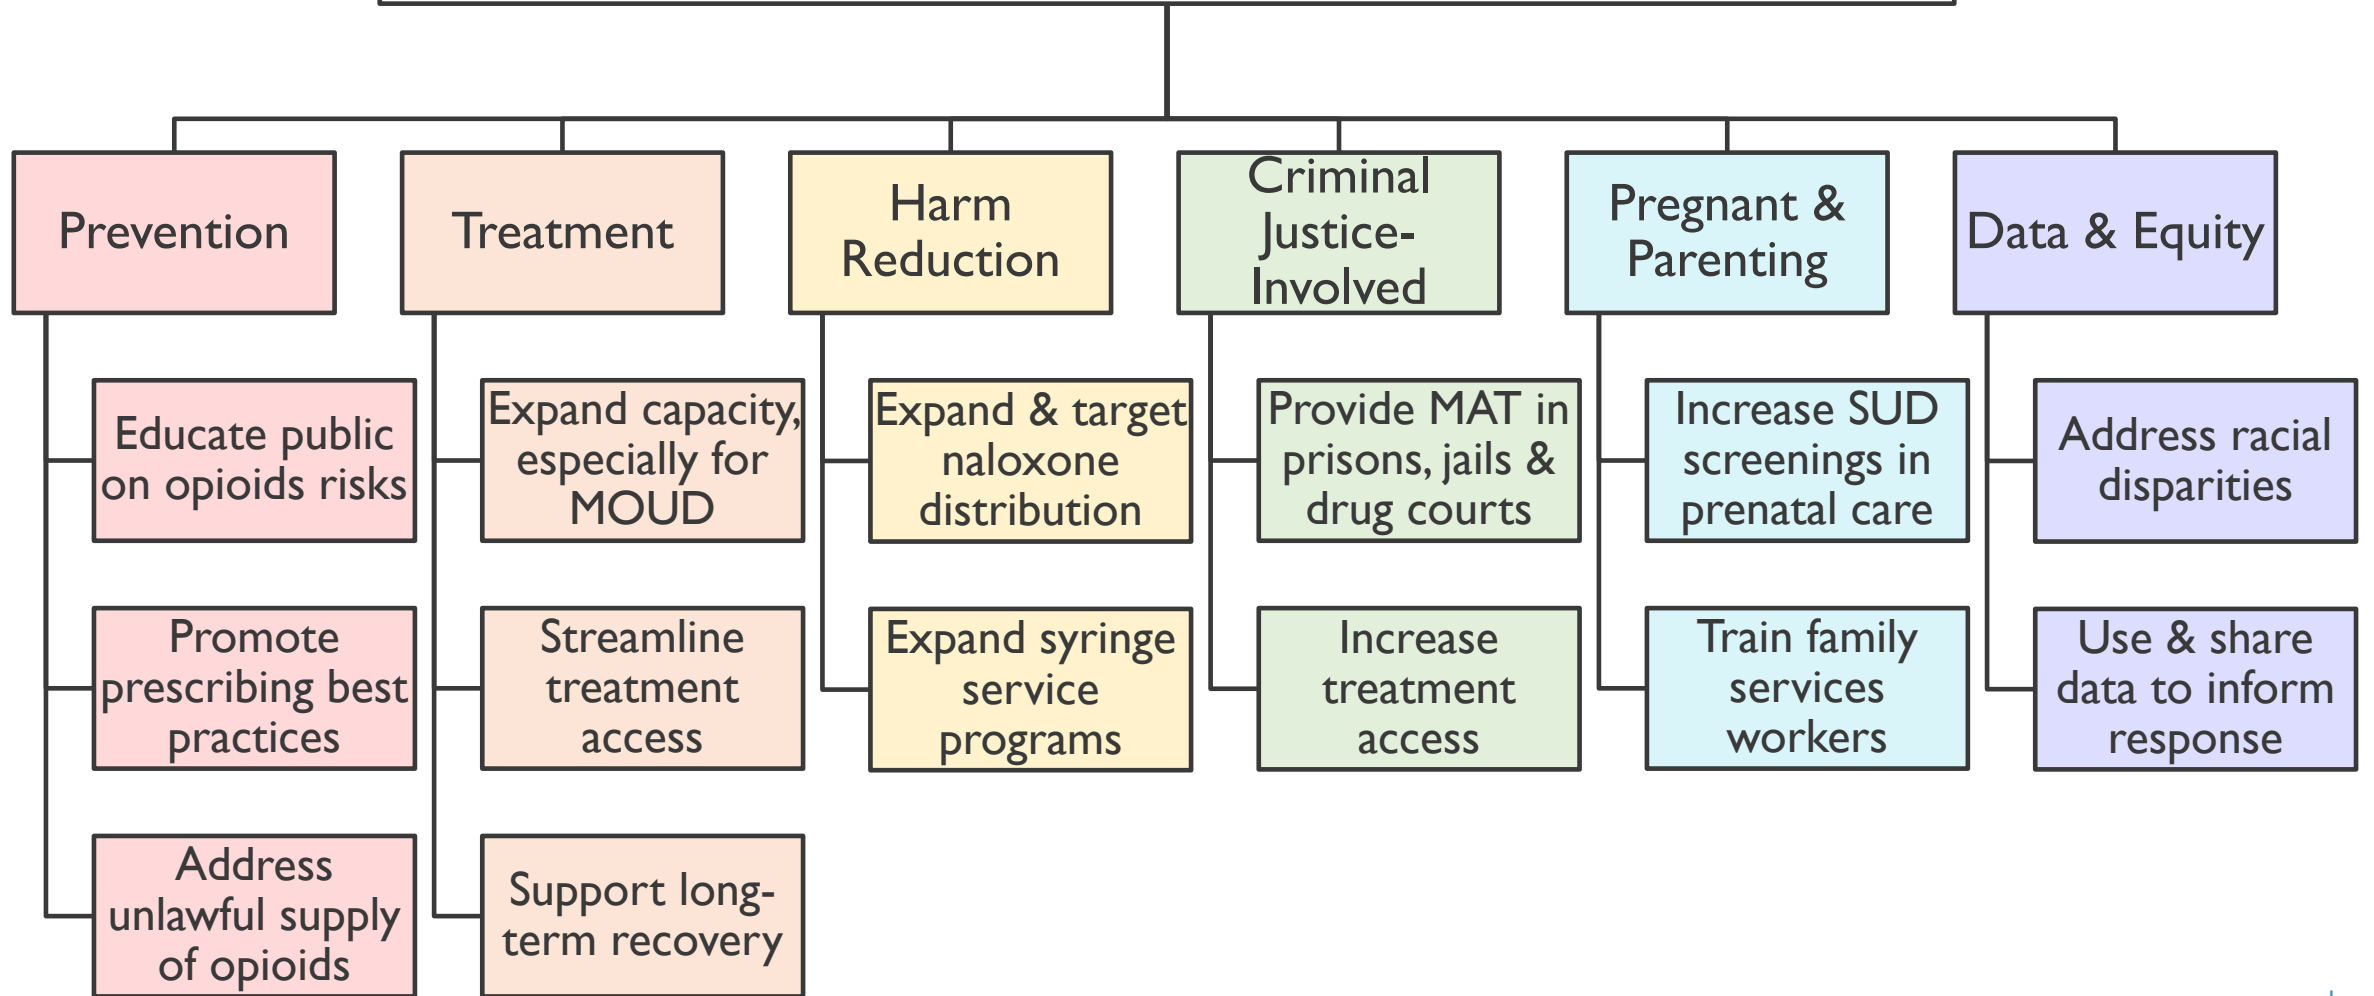 Prevention
Treatment
Harm
Reduction
Criminal
Justice-
Involved
Pregnant &
Parenting
Data & Equity
Educate public
on opioids risks
Promote
prescribing best
practices
Address
unlawful supply
of opioids
Expand capacity,
especially for
MOUD
Streamline
treatment
access
Support long-
term recovery
Expand & target
naloxone
distribution
Expand syringe
service
programs
Provide MAT in
prisons, jails &
drug courts
Increase
treatment
access
Increase SUD
screenings in
prenatal care
Train family
services
workers
Address racial
disparities
Use & share
data to inform
response